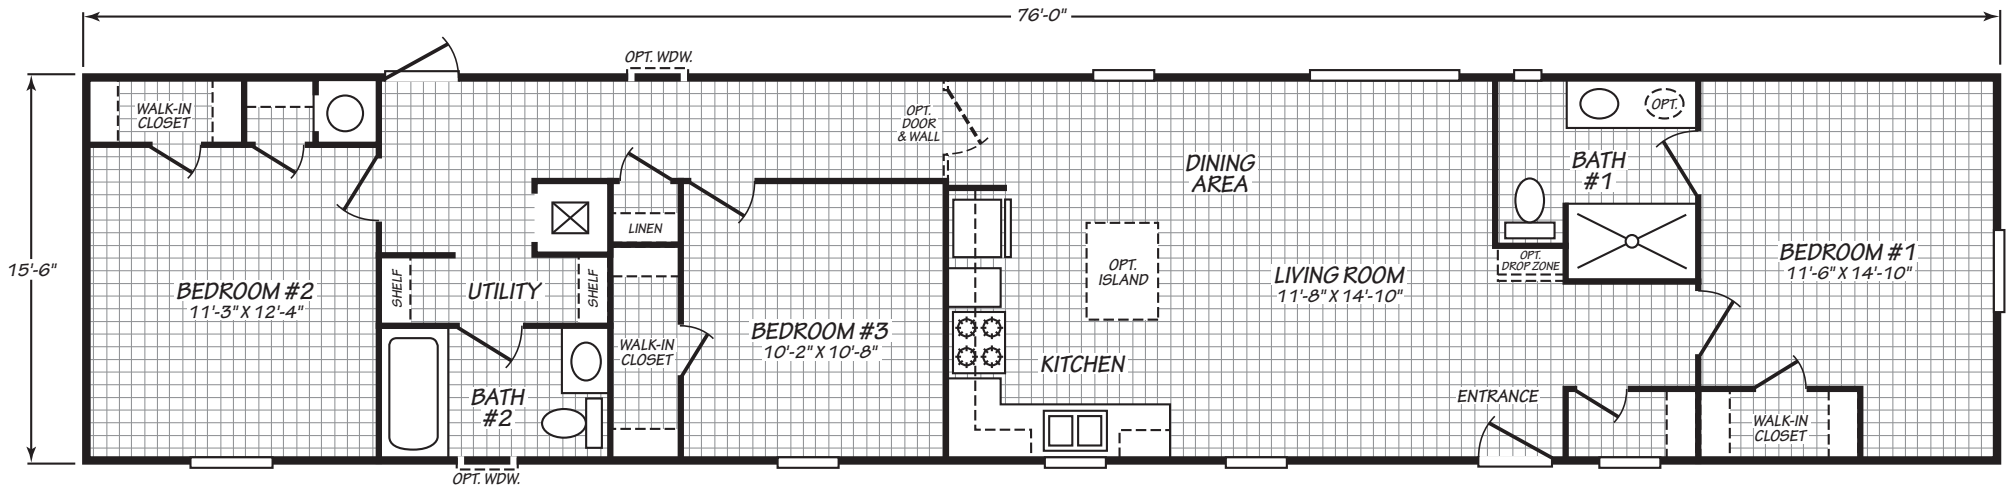 76'-0"
OPT. WDW.
WALK-IN
CLOSET
OPT.
DOOR
& WALL
DINING
AREA
BATH
#1
OPT.
15'-6"
BEDROOM #2
11'-3" X 12'-4"
SHELF
UTILITY
SHELF
LINEN
WALK-IN
CLOSET
BEDROOM #3
10'-2" X 10'-8"
OPT.
ISLAND
KITCHEN
LIVING ROOM
11'-8" X 14'-10"
OPT.
DROP ZONE
BEDROOM #1
11'-6" X 14'-10"
BATH
#2
ENTRANCE
WALK-IN
CLOSET
OPT. WDW.